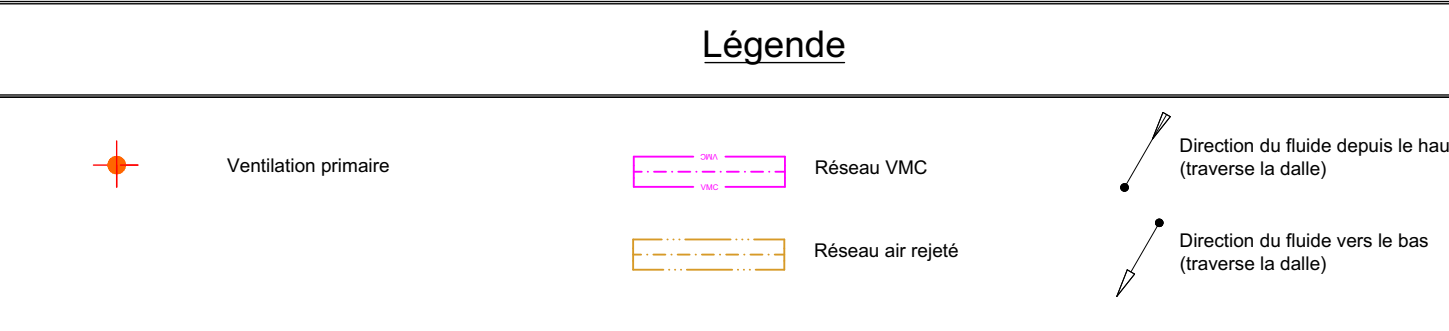 Légende
Ventilation primaire
VMC
VMC
Réseau VMC
Réseau air rejeté
Direction du fluide depuis le hau
(traverse la dalle)
Direction du fluide vers le bas
(traverse la dalle)